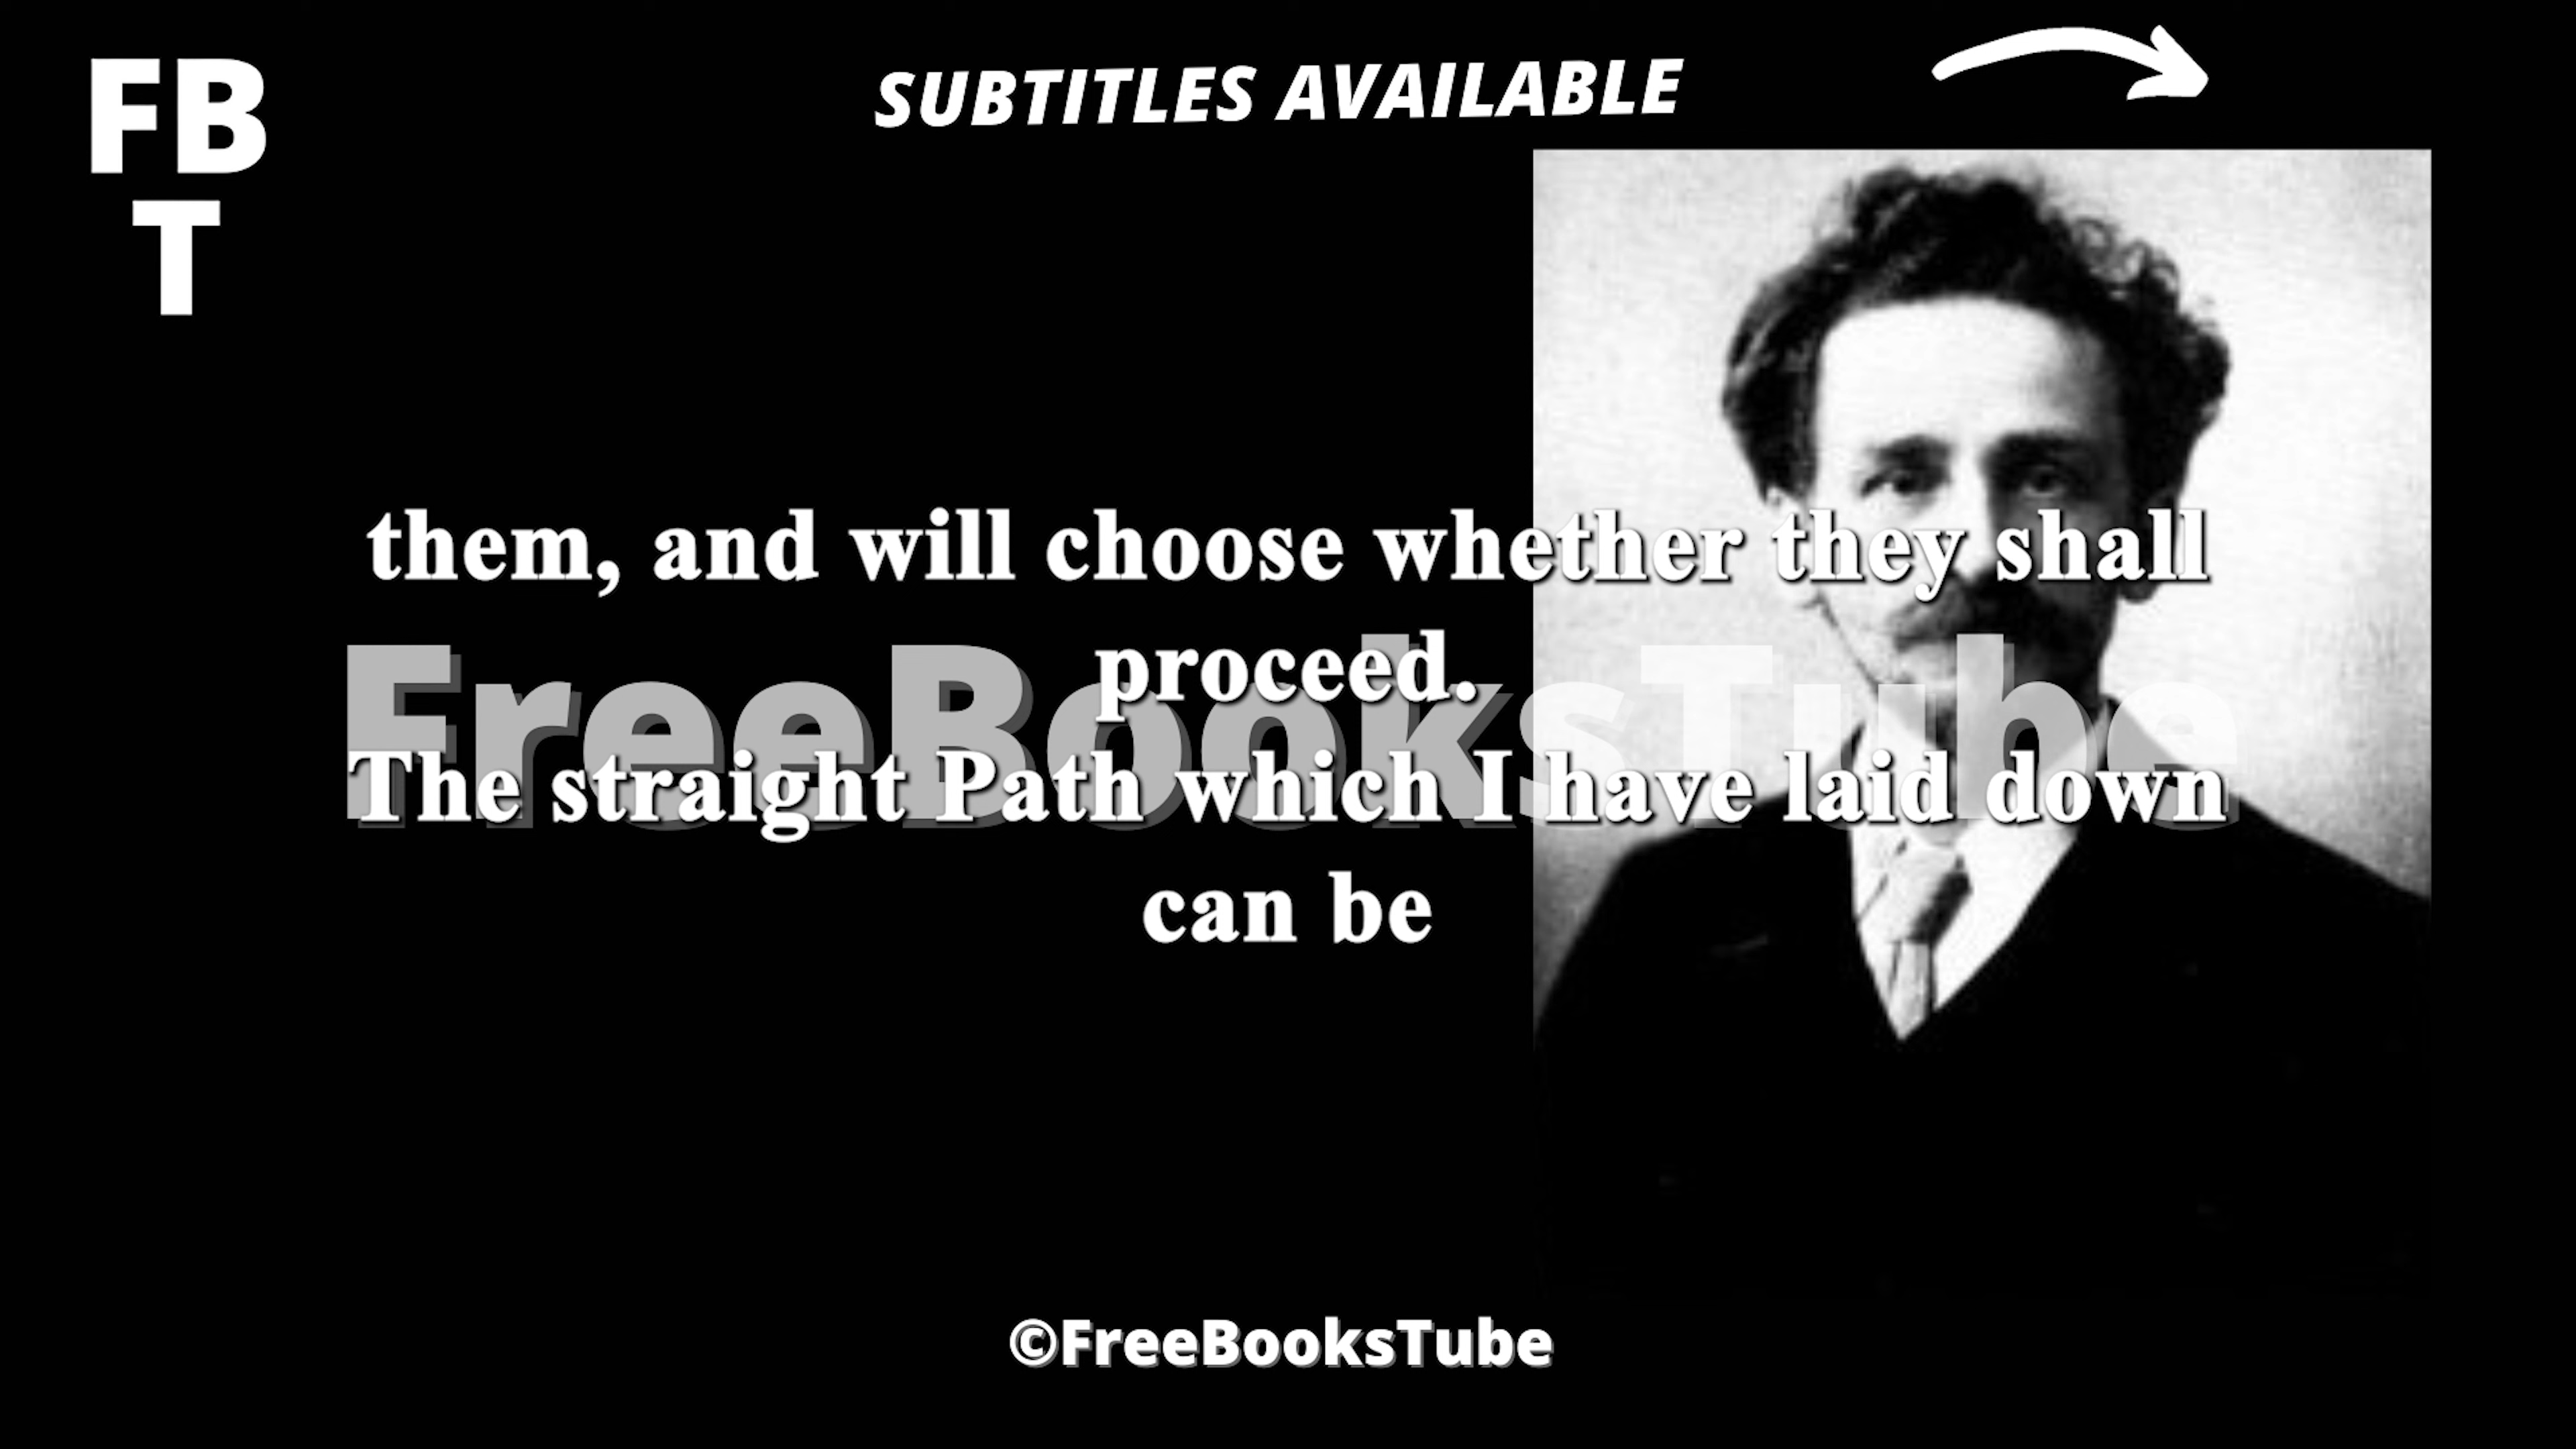 FB
T
SUBTITLES AVAILABLE
them, and will choose whether they shall
proceed.
FreeBooksTube
The straight Path which I have laid down
can be
©FreeBooksTube